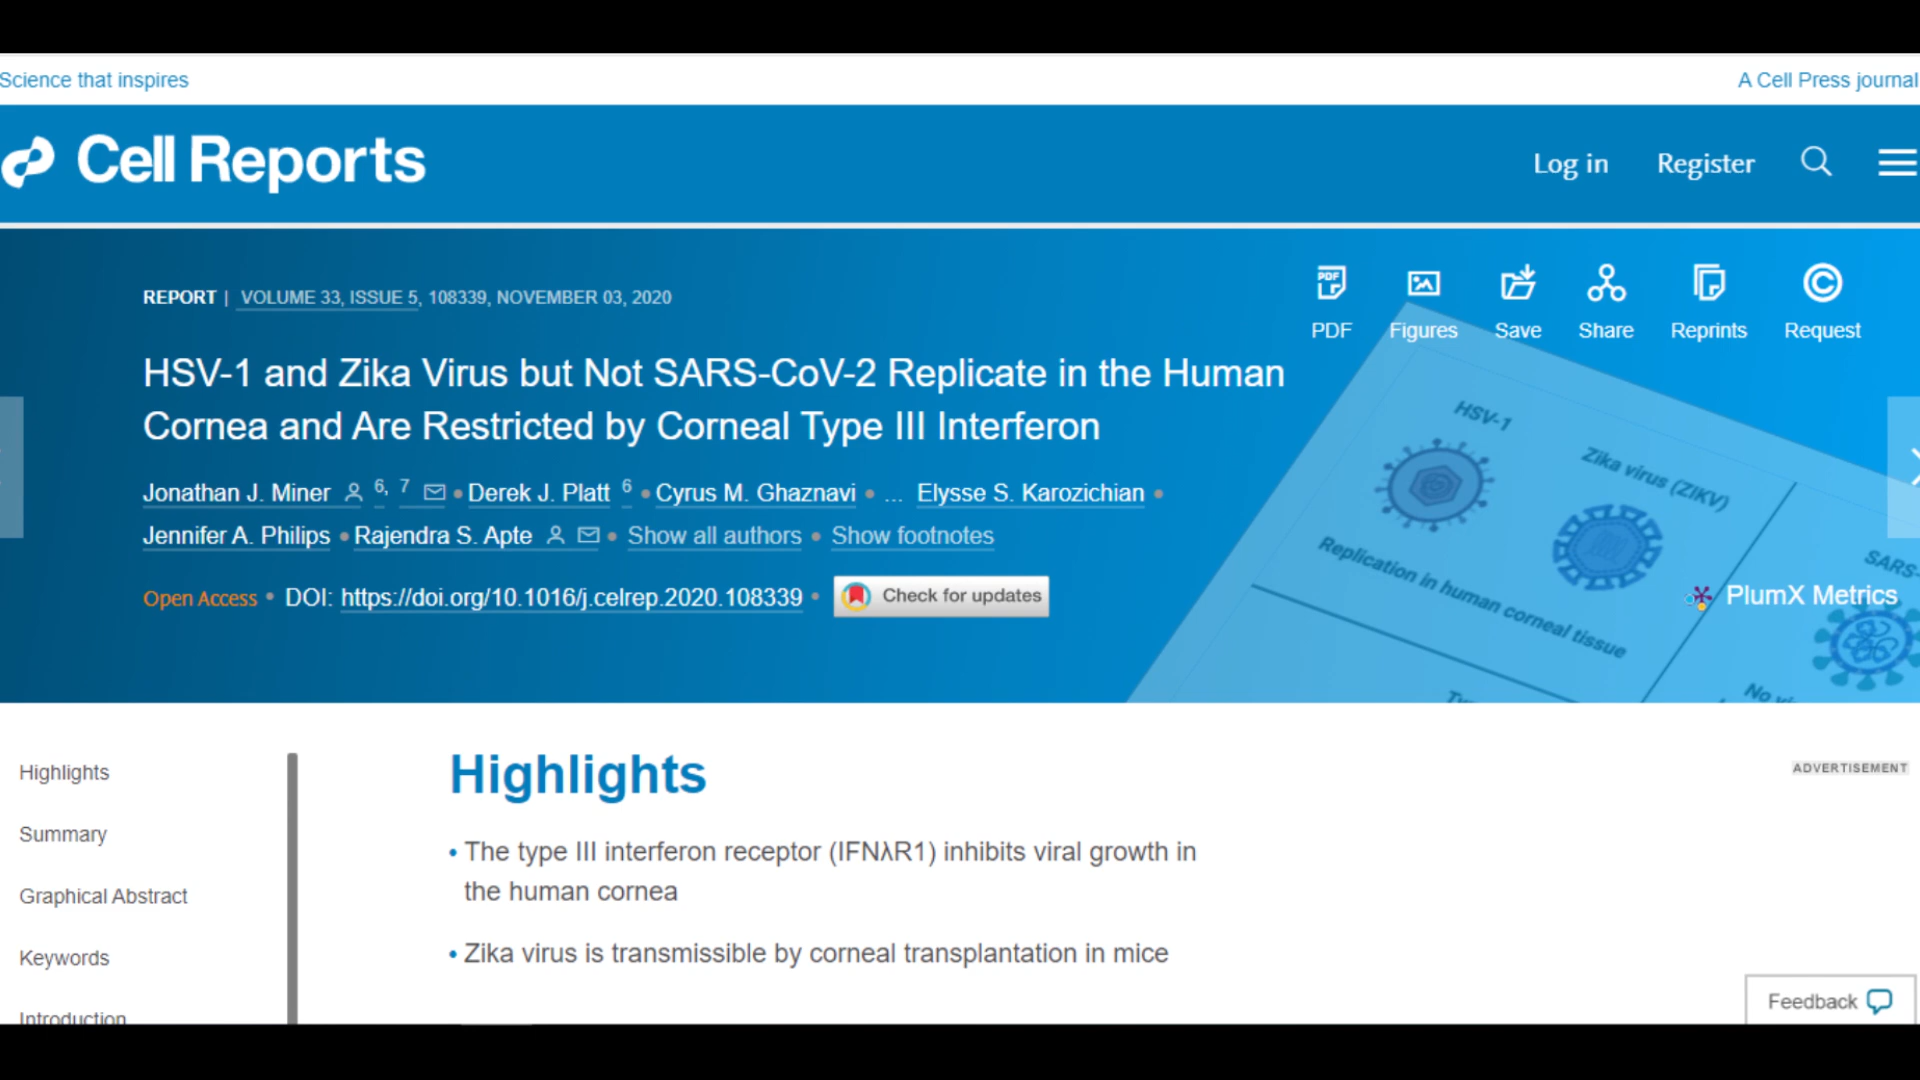 Science that inspires
A Cell Press journal
Cell Reports
Log in Register
REPORT | VOLUME 33, ISSUE 5, 108339, NOVEMBER 03, 2020
PDF Figures Save Share Reprints Request
HSV-1 and Zika Virus but Not SARS-CoV-2 Replicate in the Human
Cornea and Are Restricted by Corneal Type III Interferon
Jonathan J. Miner 6, 7 • Derek J. Platt 6 • Cyrus M. Ghaznavi • ... Elysse S. Karozichian •
Jennifer A. Philips • Rajendra S. Apte • Show all authors • Show footnotes
Open Access • DOI: https://doi.org/10.1016/j.celrep.2020.108339 • Check for updates
HSV-1
Zika virus (ZIKV)
Replication in human corneal tissue
SARS-
No
PlumX Metrics
Highlights
Summary
Graphical Abstract
Keywords
Introduction
Highlights
• The type III interferon receptor (IFNλR1) inhibits viral growth in
the human cornea
• Zika virus is transmissible by corneal transplantation in mice
ADVERTISEMENT
Feedback